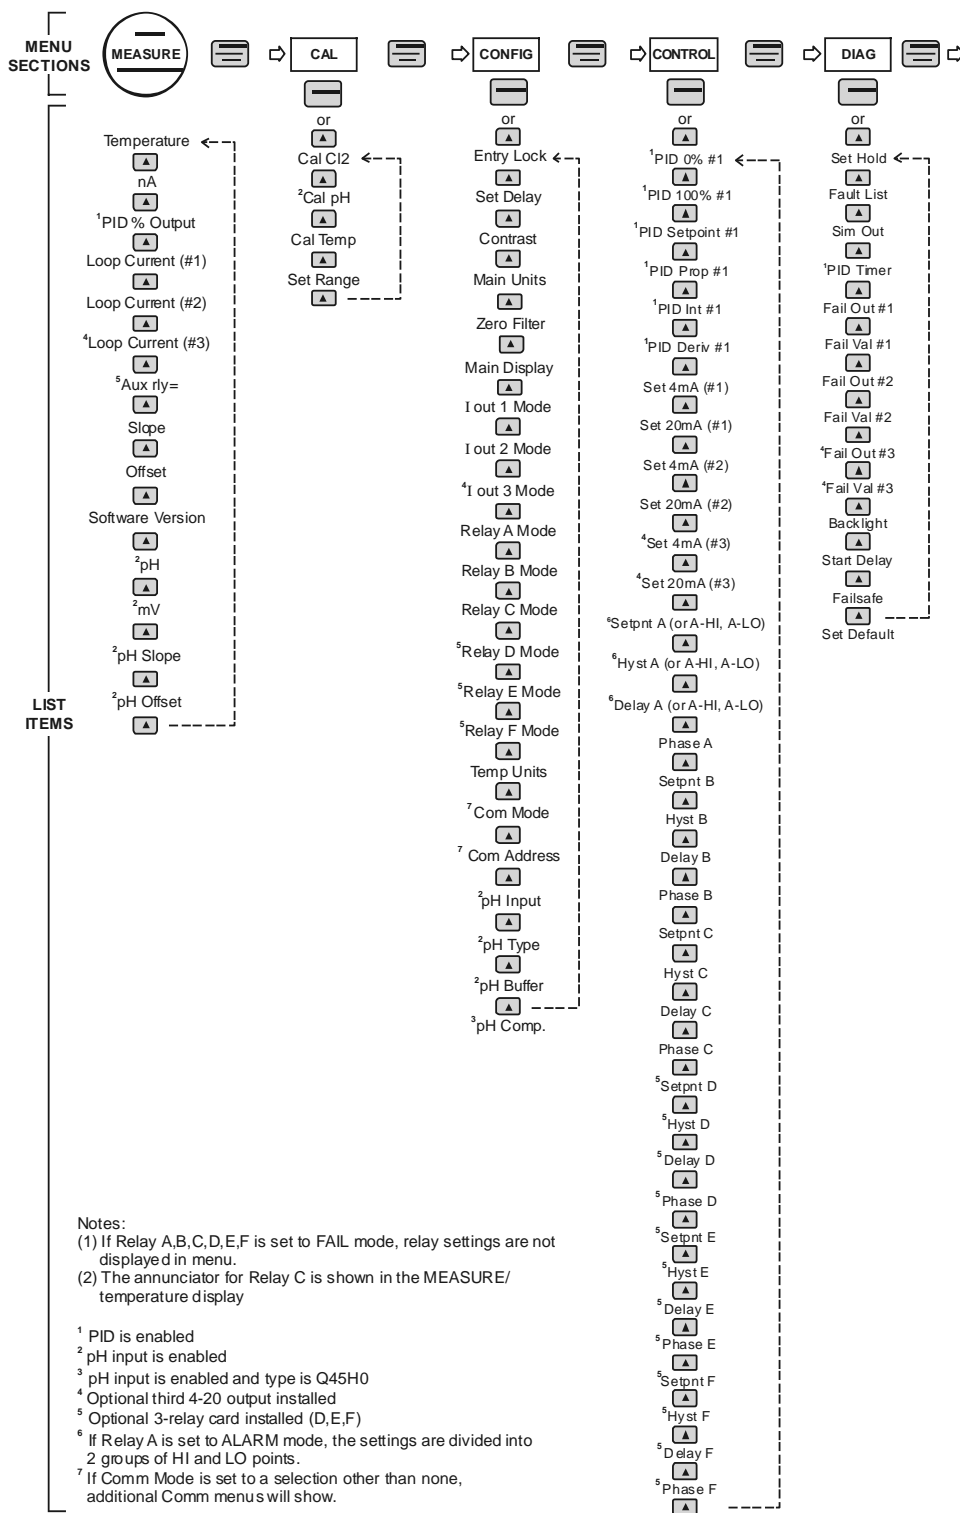 MENU
SECTIONS
MEASURE
CAL
CONFIG
CONTROL
DIAG
LIST
ITEMS
Temperature
nA
¹PID % Output
Loop Current (#1)
Loop Current (#2)
⁴Loop Current (#3)
⁵Aux rly=
Slope
Offset
Software Version
²pH
²mV
²pH Slope
²pH Offset
or
Cal Cl2
²Cal pH
Cal Temp
Set Range
or
Entry Lock
Set Delay
Contrast
Main Units
Zero Filter
Main Display
I out 1 Mode
I out 2 Mode
⁴I out 3 Mode
Relay A Mode
Relay B Mode
Relay C Mode
⁵Relay D Mode
⁵Relay E Mode
⁵Relay F Mode
Temp Units
⁷ Com Mode
⁷ Com Address
²pH Input
²pH Type
²pH Buffer
³pH Comp.
or
¹PID 0% #1
¹PID 100% #1
¹PID Setpoint #1
¹PID Prop #1
¹PID Int #1
¹PID Deriv #1
Set 4mA (#1)
Set 20mA (#1)
Set 4mA (#2)
Set 20mA (#2)
⁴Set 4mA (#3)
⁴Set 20mA (#3)
⁶Setpnt A (or A-HI, A-LO)
⁶Hyst A (or A-HI, A-LO)
⁶Delay A (or A-HI, A-LO)
Phase A
Setpnt B
Hyst B
Delay B
Phase B
Setpnt C
Hyst C
Delay C
Phase C
⁵Setpnt D
⁵Hyst D
⁵Delay D
⁵Phase D
⁵Setpnt E
⁵Hyst E
⁵Delay E
⁵Phase E
⁵Setpnt F
⁵Hyst F
⁵Delay F
⁵Phase F
or
Set Hold
Fault List
Sim Out
¹PID Timer
Fail Out #1
Fail Val #1
Fail Out #2
Fail Val #2
⁴Fail Out #3
⁴Fail Val #3
Backlight
Start Delay
Failsafe
Set Default
Notes:
(1) If Relay A,B,C,D,E,F is set to FAIL mode, relay settings are not
displayed in menu.
(2) The annunciator for Relay C is shown in the MEASURE/
temperature display
¹ PID is enabled
² pH input is enabled
³ pH input is enabled and type is Q45H0
⁴ Optional third 4-20 output installed
⁵ Optional 3-relay card installed (D,E,F)
⁶ If Relay A is set to ALARM mode, the settings are divided into
2 groups of HI and LO points.
⁷ If Comm Mode is set to a selection other than none,
additional Comm menus will show.